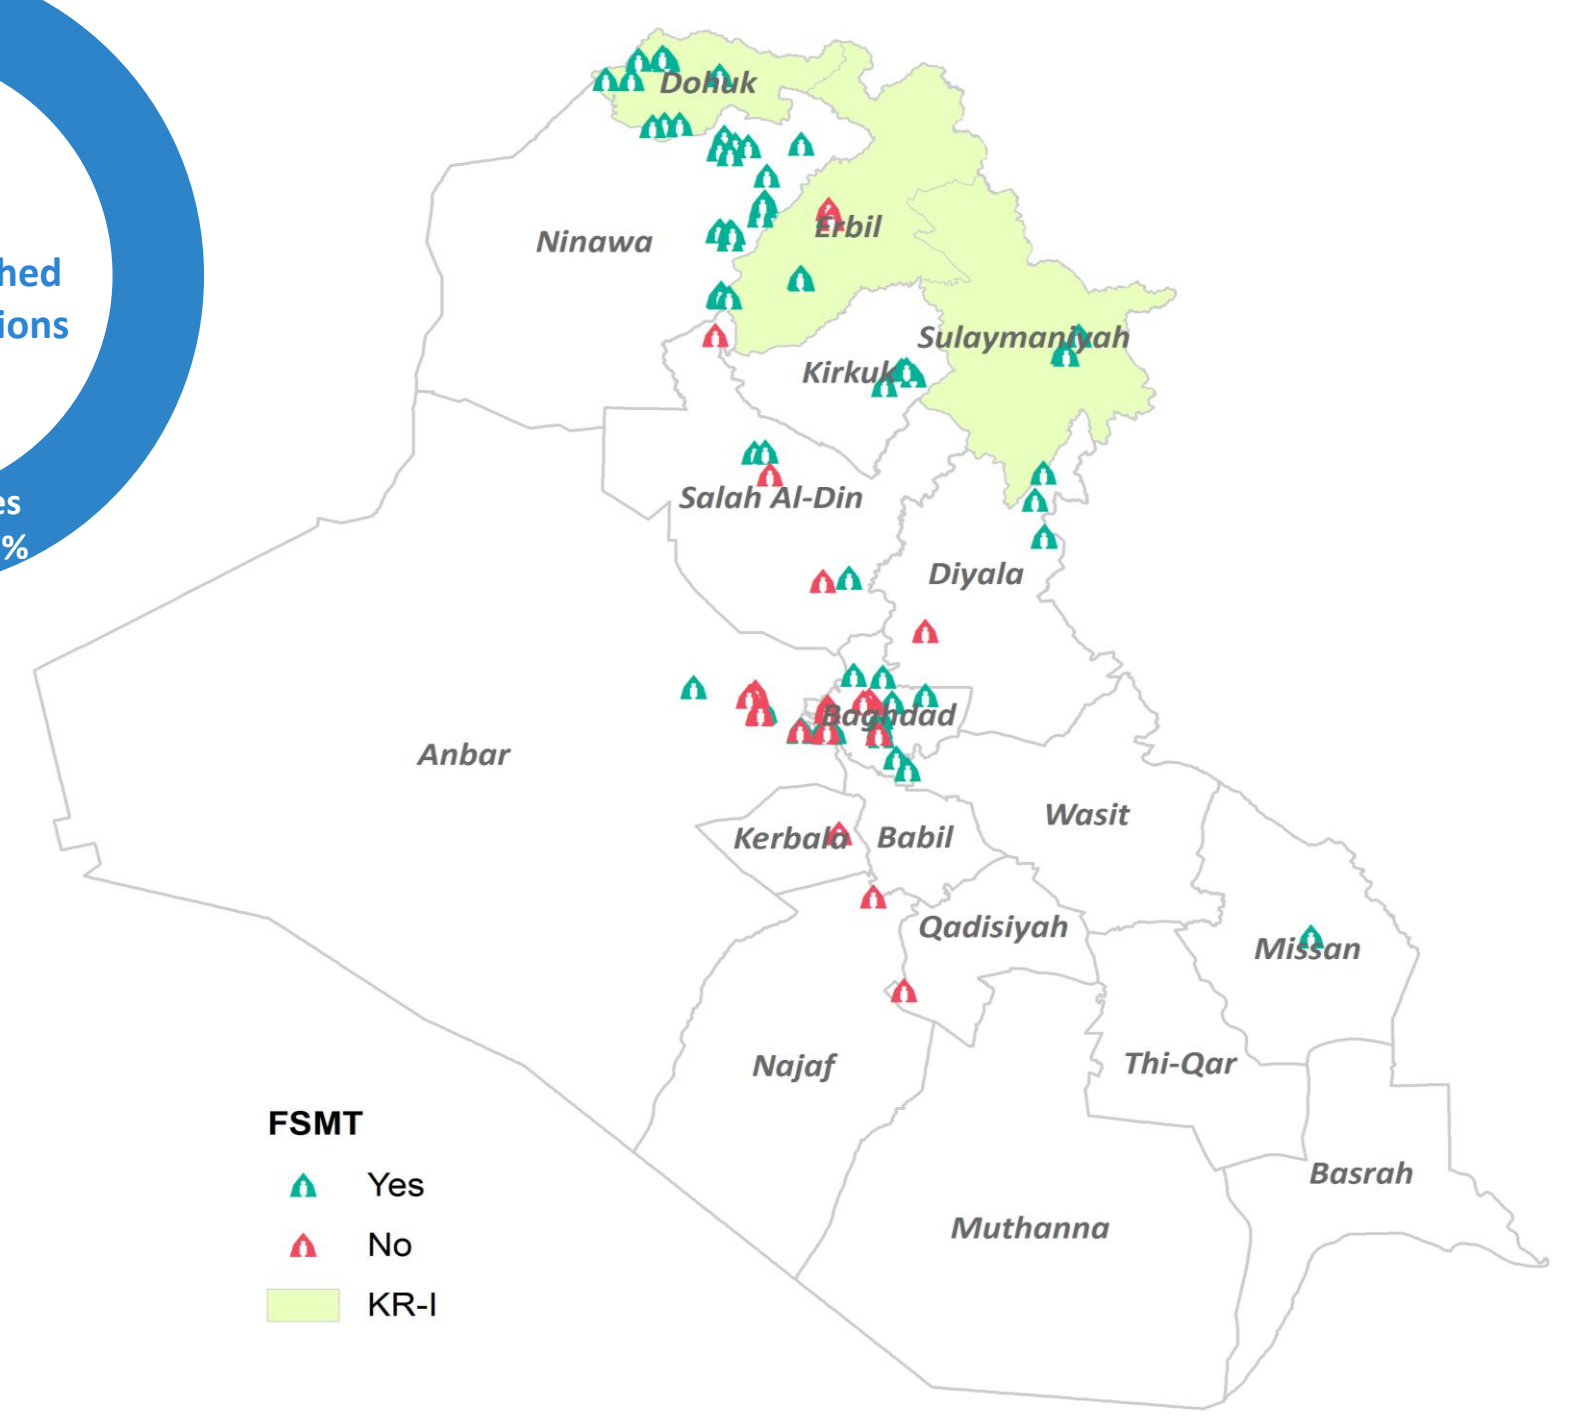 hed
ions
es
%
Dohuk
Erbil
Ninawa
Sulaymaniyah
Kirkuk
Salah Al-Din
Diyala
Baghdad
Anbar
Wasit
Kerbala
Babil
Qadisiyah
Missan
Najaf
Thi-Qar
Basrah
Muthanna
FSMT
Yes
No
KR-I